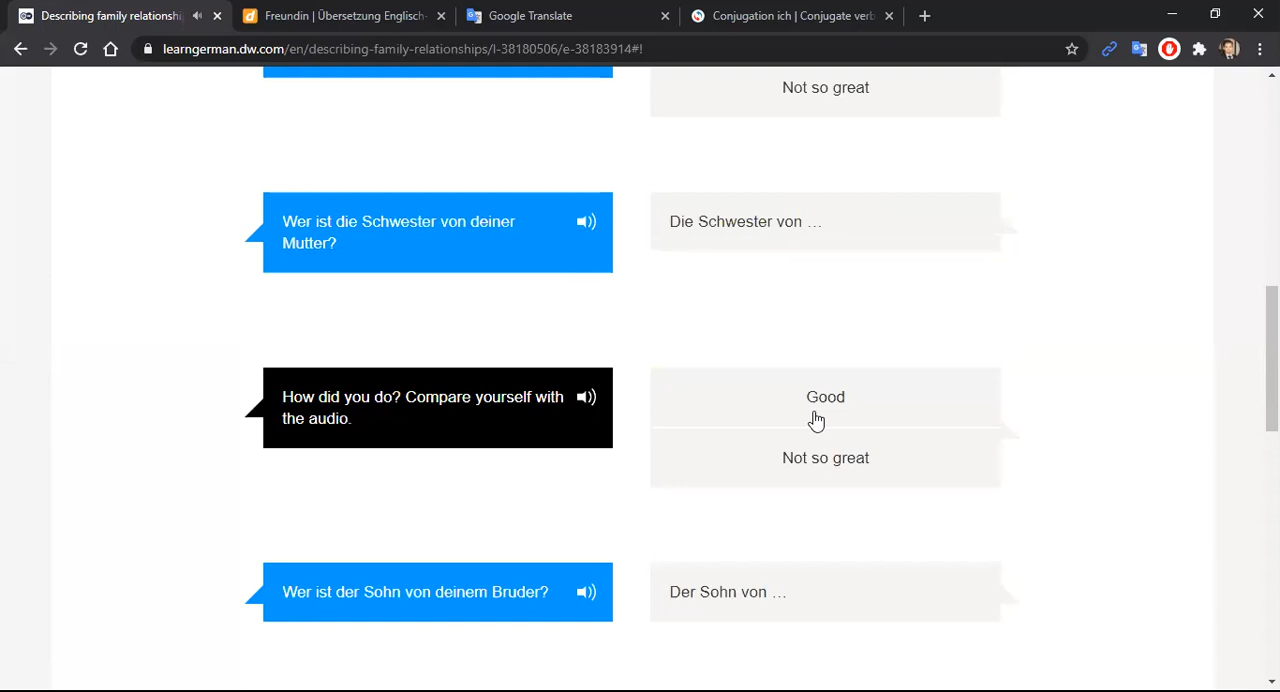 Describing family relationshi
Freundin | Übersetzung Englisch-
Google Translate
Conjugation ich | Conjugate verb
learngerman.dw.com/en/describing-family-relationships/l-38180506/e-38183914#!
Not so great
Wer ist die Schwester von deiner
Mutter?
Die Schwester von …
How did you do? Compare yourself with
the audio.
Good
Not so great
Wer ist der Sohn von deinem Bruder?
Der Sohn von …